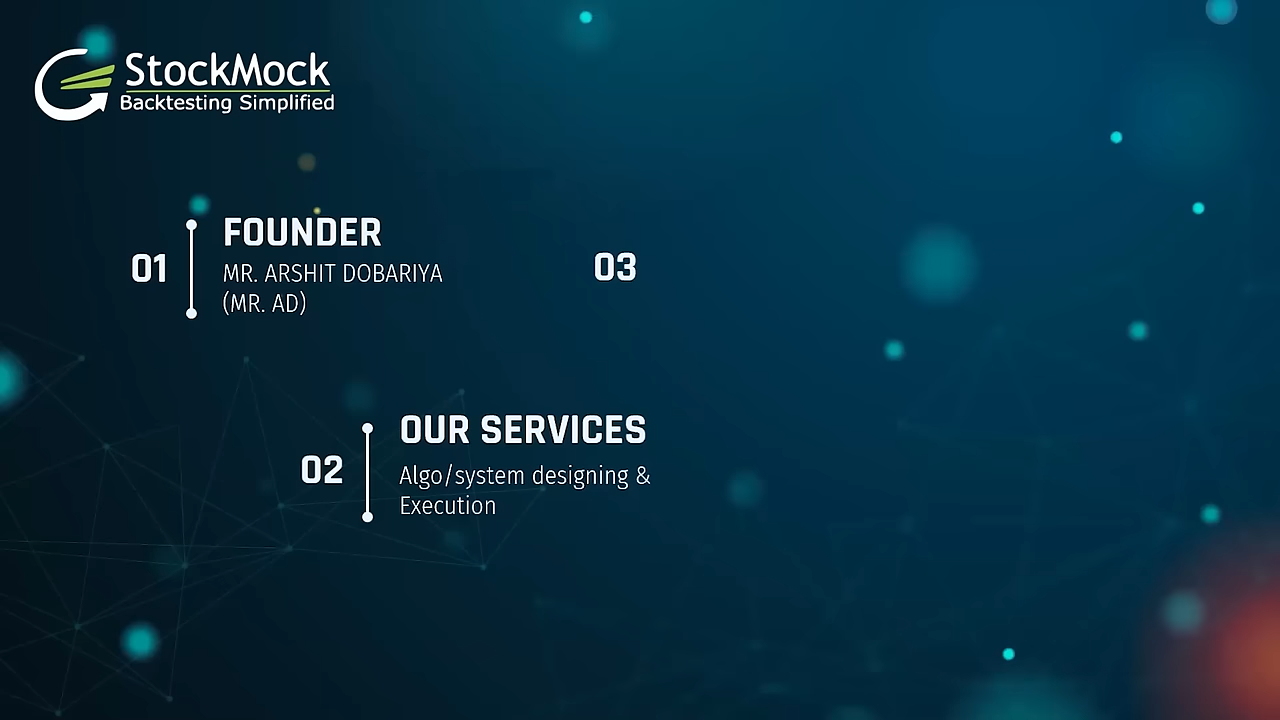 StockMock
Backtesting Simplified
01
FOUNDER
MR. ARSHIT DOBARIYA
(MR. AD)
03
02
OUR SERVICES
Algo/system designing &
Execution